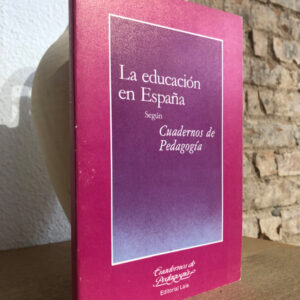 La educación
en España
Según
Cuadernos de
Pedagogía
Cuadernos de
Pedagogía
Editorial Laia